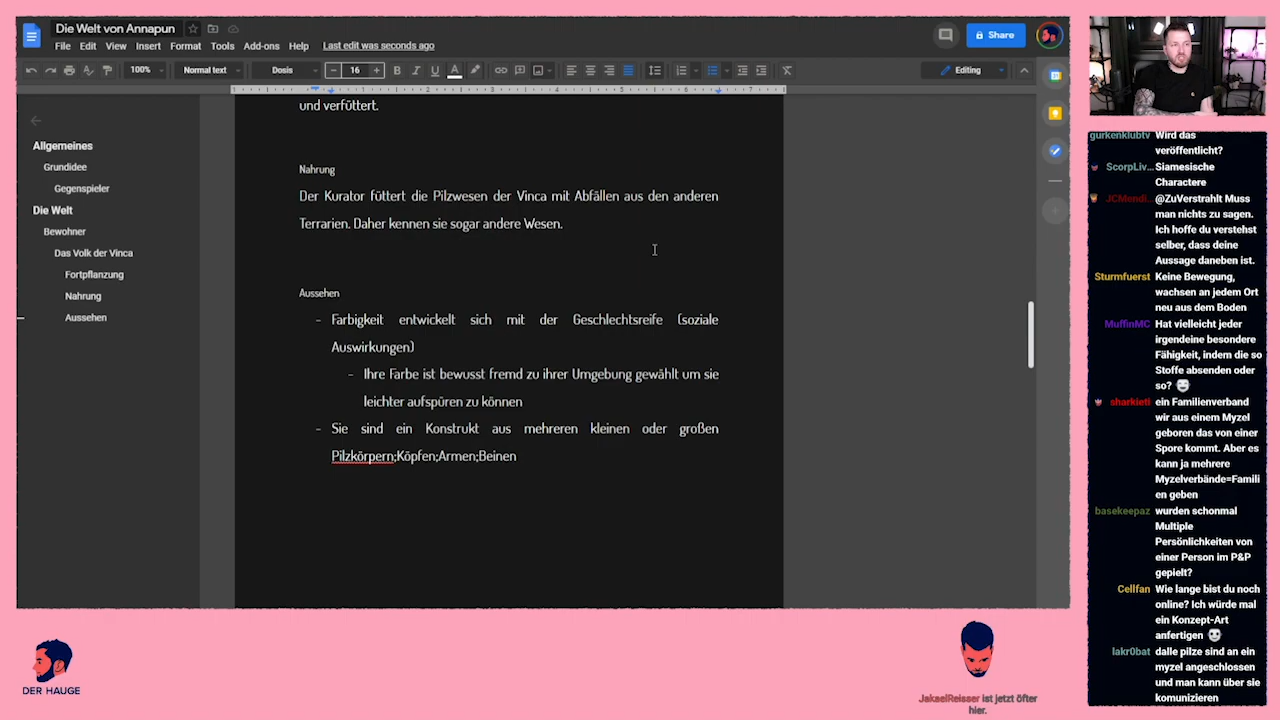 Die Welt von Annapun
File Edit View Insert Format Tools Add-ons Help Last edit was seconds ago
Share
100% Normal text Dosis 16 B I U A Editing
1 2 3 4 5 6 7
Allgemeines
Grundidee
Gegenspieler
Die Welt
Bewohner
Das Volk der Vinca
Fortpflanzung
Nahrung
Aussehen
und verfüttert.
Nahrung
Der Kurator füttert die Pilzwesen der Vinca mit Abfällen aus den anderen
Terrarien. Daher kennen sie sogar andere Wesen.
Aussehen
- Farbigkeit entwickelt sich mit der Geschlechtsreife (soziale
Auswirkungen)
- Ihre Farbe ist bewusst fremd zu ihrer Umgebung gewählt um sie
leichter aufspüren zu können
- Sie sind ein Konstrukt aus mehreren kleinen oder großen
Pilzkörpern;Köpfen;Armen;Beinen
gurkenklubtv Wird das
veröffentlicht?
ScorpLiv... Siamesische
Charactere
JCMendi... @ZuVerstrahlt Muss
man nichts zu sagen.
Ich hoffe du verstehst
selber, dass deine
Aussage daneben ist.
Sturmfuerst Keine Bewegung,
wachsen an jedem Ort
neu aus dem Boden
MuffinMC Hat vielleicht jeder
irgendeine besondere
Fähigkeit, indem die so
Stoffe absenden oder
so?
sharkieti ein Familienverband
wir aus einem Myzel
geboren das von einer
Spore kommt. Aber es
kann ja mehrere
Myzelverbände=Famili
en geben
basekeepaz wurden schonmal
Multiple
Persönlichkeiten von
einer Person im P&P
gepielt?
Cellfan Wie lange bist du noch
online? Ich würde mal
ein Konzept-Art
anfertigen
lakr0bat dalle pilze sind an ein
myzel angeschlossen
und man kann über sie
komunizieren
DER HAUGE
JakaelReisser ist jetzt öfter
hier.